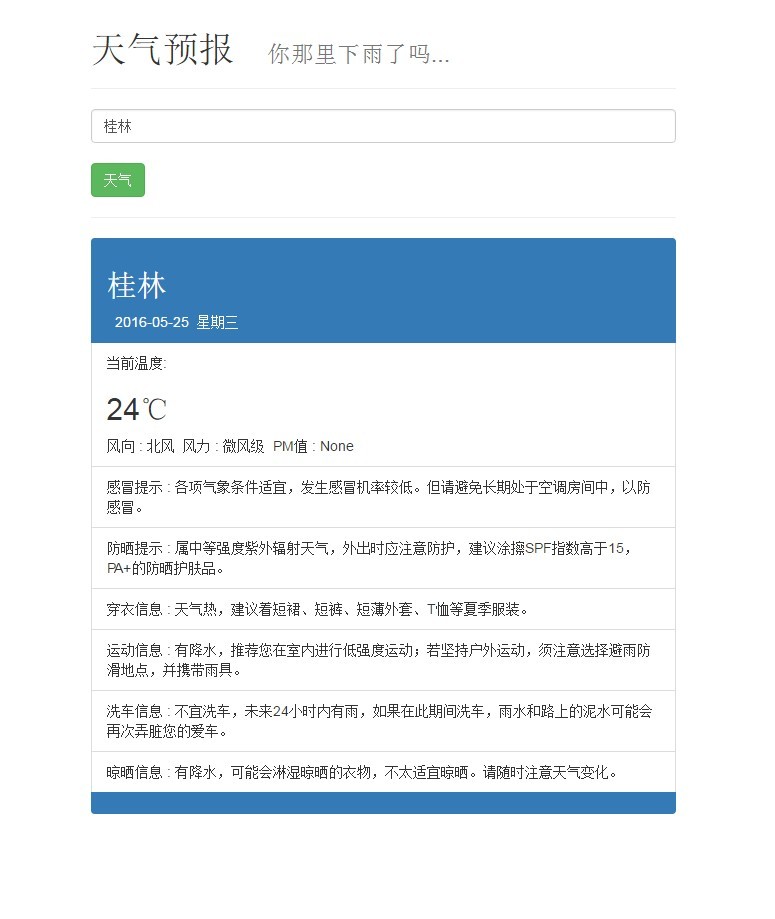 天气预报 你那里下雨了吗...
桂林
天气
桂林
2016-05-25 星期三
当前温度:
24℃
风向 : 北风 风力 : 微风级 PM值 : None
感冒提示 : 各项气象条件适宜，发生感冒机率较低。但请避免长期处于空调房间中，以防
感冒。
防晒提示 : 属中等强度紫外辐射天气，外出时应注意防护，建议涂擦SPF指数高于15，
PA+的防晒护肤品。
穿衣信息 : 天气热，建议着短裙、短裤、短薄外套、T恤等夏季服装。
运动信息 : 有降水，推荐您在室内进行低强度运动；若坚持户外运动，须注意选择避雨防
滑地点，并携带雨具。
洗车信息 : 不宜洗车，未来24小时内有雨，如果在此期间洗车，雨水和路上的泥水可能会
再次弄脏您的爱车。
晾晒信息 : 有降水，可能会淋湿晾晒的衣物，不太适宜晾晒。请随时注意天气变化。